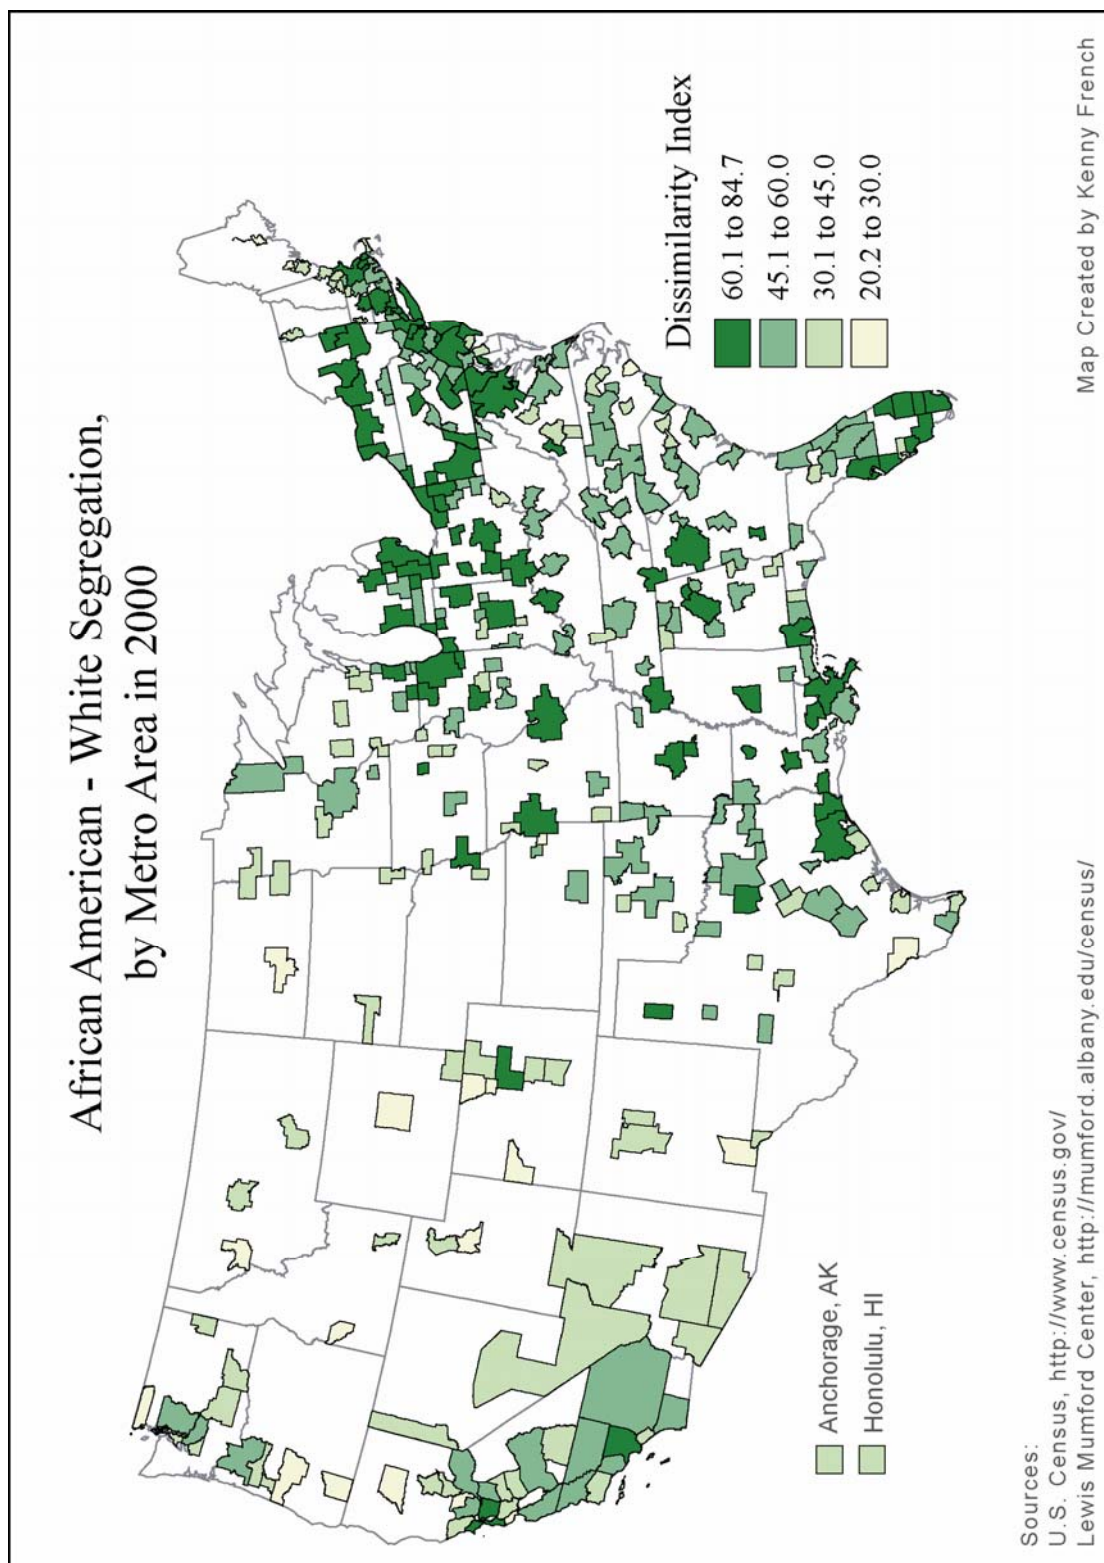 African American - White Segregation,
by Metro Area in 2000
Dissimilarity Index
60.1 to 84.7
45.1 to 60.0
30.1 to 45.0
20.2 to 30.0
Anchorage, AK
Honolulu, HI
Sources:
U.S. Census, http://www.census.gov/
Lewis Mumford Center, http://mumford.albany.edu/census/
Map Created by Kenny French